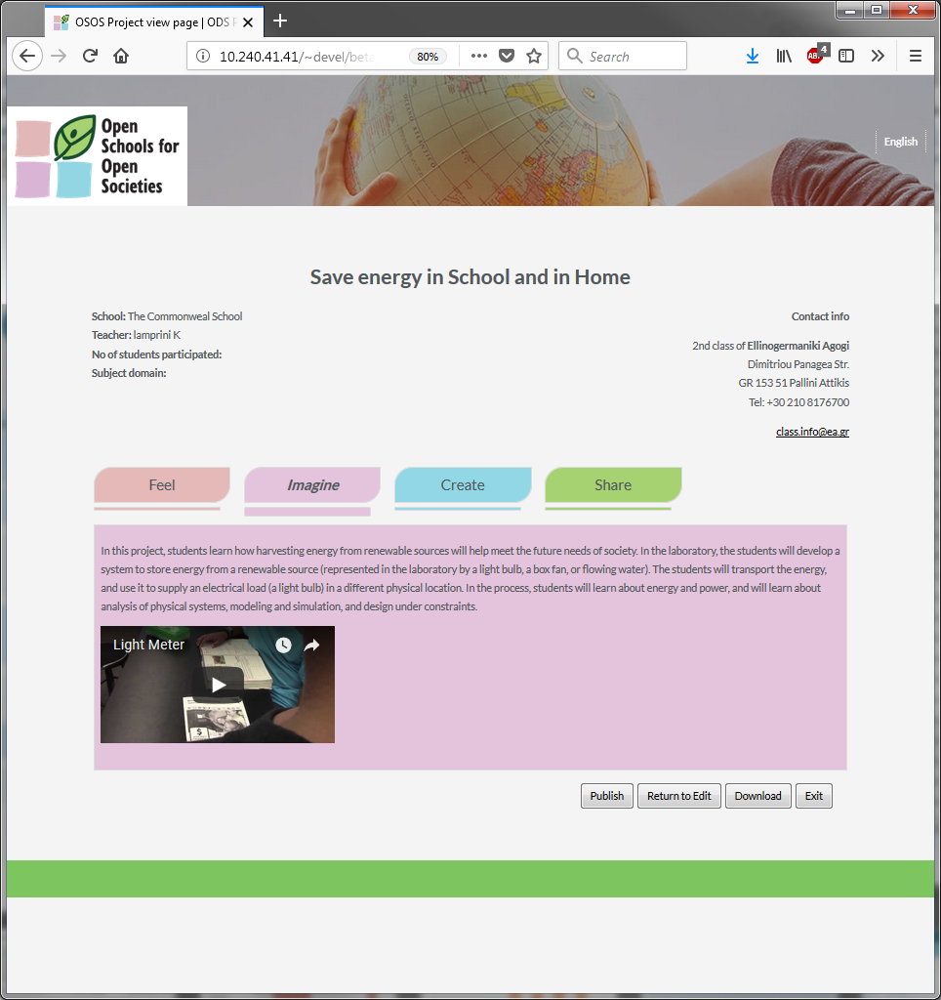 OSOS Project view page | ODS P
10.240.41.41/~devel/beta
80%
Search
ABP
4
Open
Schools for
Open
Societies
English
Save energy in School and in Home
School: The Commonweal School
Teacher: lamprini K
No of students participated:
Subject domain:
Contact info
2nd class of Ellinogermaniki Agogi
Dimitriou Panagea Str.
GR 153 51 Pallini Attikis
Tel: +30 210 8176700
class.info@ea.gr
Feel
Imagine
Create
Share
In this project, students learn how harvesting energy from renewable sources will help meet the future needs of society. In the laboratory, the students will develop a
system to store energy from a renewable source (represented in the laboratory by a light bulb, a box fan, or flowing water). The students will transport the energy,
and use it to supply an electrical load (a light bulb) in a different physical location. In the process, students will learn about energy and power, and will learn about
analysis of physical systems, modeling and simulation, and design under constraints.
Light Meter
$
Publish
Return to Edit
Download
Exit